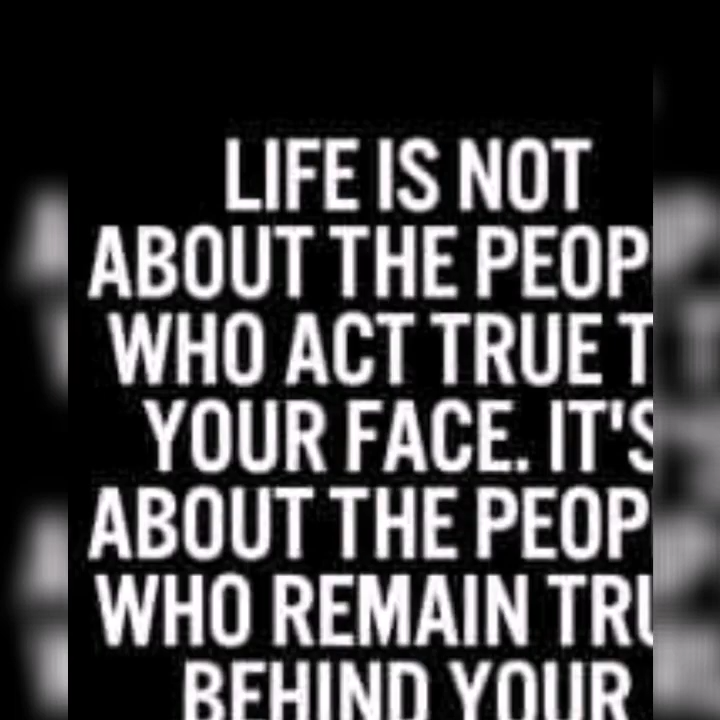 LIFE IS NOT
ABOUT THE PEOP
WHO ACT TRUE T
YOUR FACE. IT'S
ABOUT THE PEOP
WHO REMAIN TRU
BEHIND YOUR